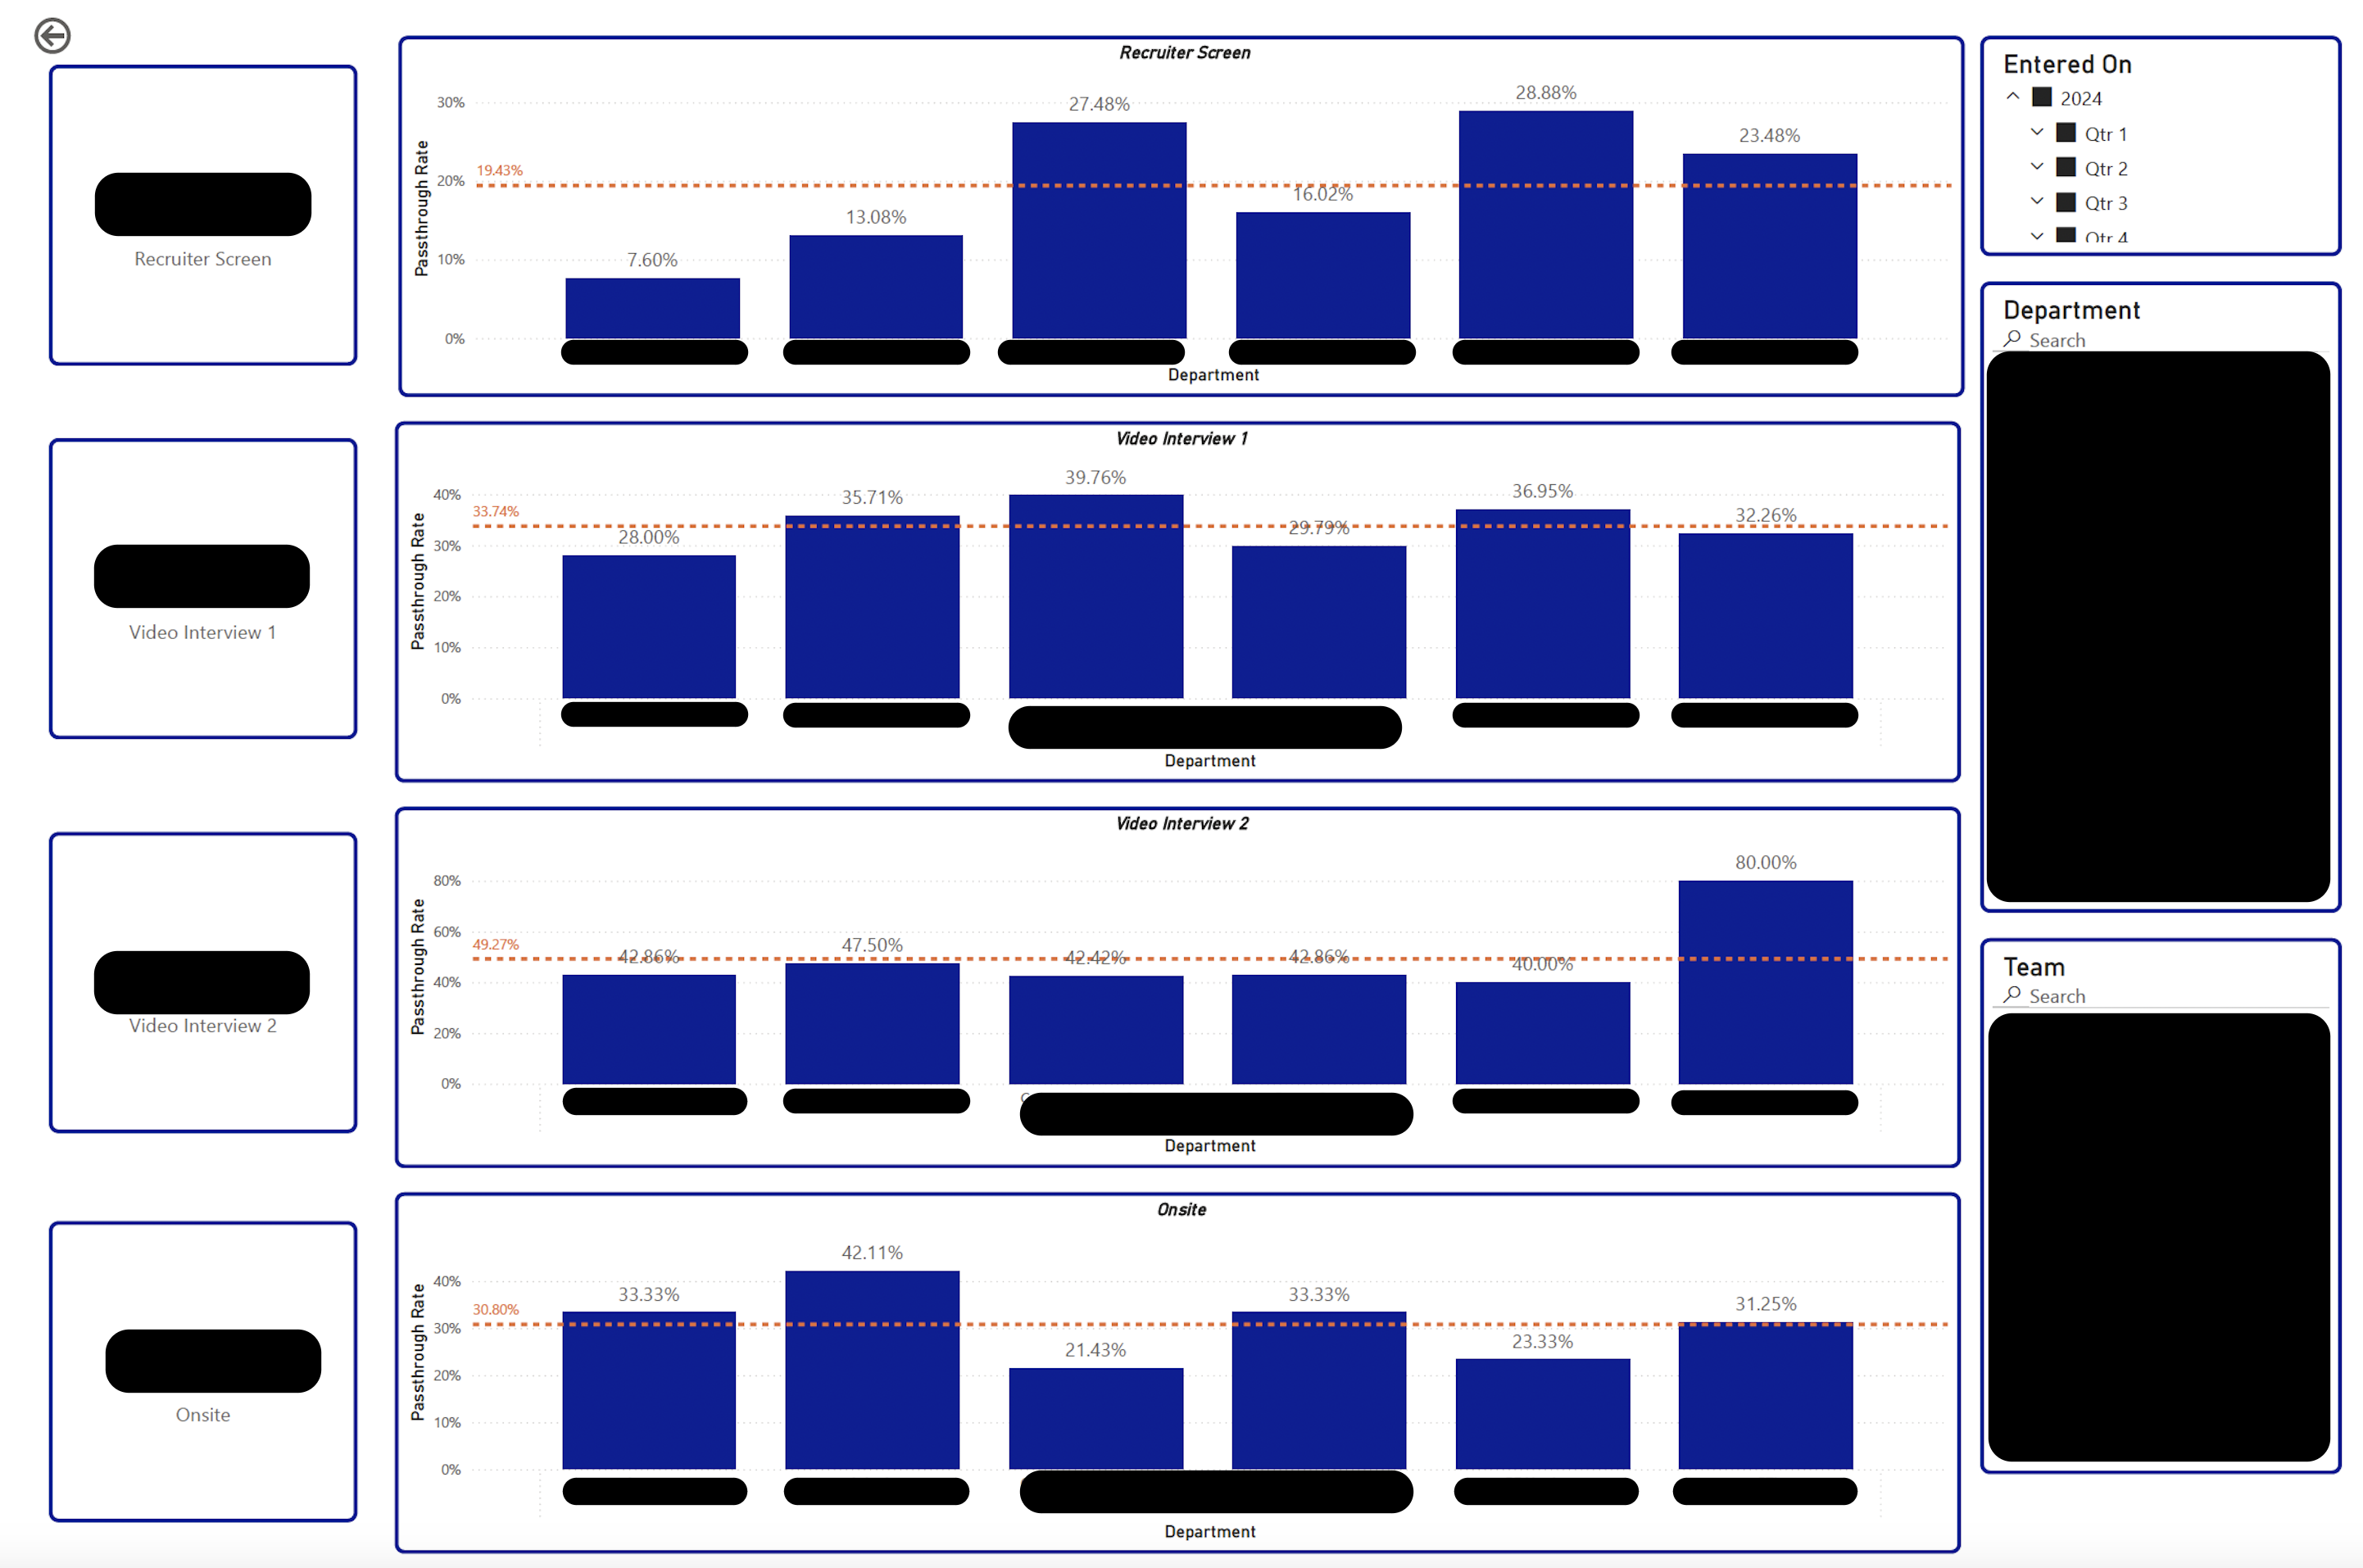 Recruiter Screen
Recruiter Screen
Passthrough Rate
30%
20%
10%
0%
19.43%
7.60%
13.08%
27.48%
16.02%
28.88%
23.48%
Department
Video Interview 1
Video Interview 1
Passthrough Rate
40%
30%
20%
10%
0%
33.74%
28.00%
35.71%
39.76%
29.79%
36.95%
32.26%
Department
Video Interview 2
Video Interview 2
Passthrough Rate
80%
60%
40%
20%
0%
49.27%
42.86%
47.50%
42.42%
42.86%
40.00%
80.00%
Department
Onsite
Onsite
Passthrough Rate
40%
30%
20%
10%
0%
30.80%
33.33%
42.11%
21.43%
33.33%
23.33%
31.25%
Department
Entered On
2024
Qtr 1
Qtr 2
Qtr 3
Qtr 4
Department
Search
Team
Search